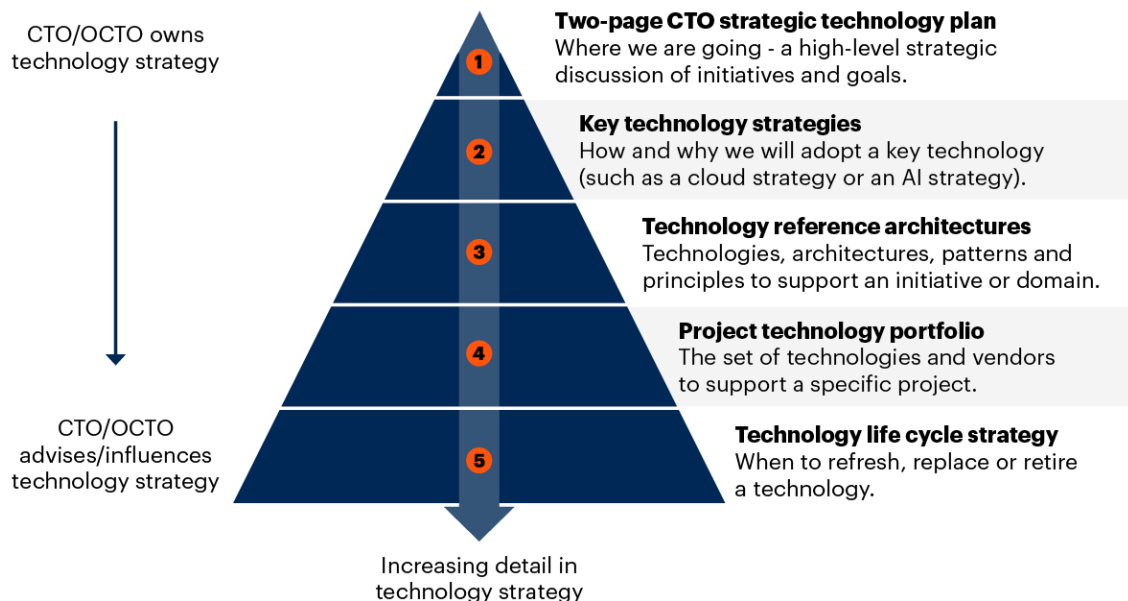 CTO/OCTO owns
technology strategy
1
Two-page CTO strategic technology plan
Where we are going - a high-level strategic
discussion of initiatives and goals.
2
Key technology strategies
How and why we will adopt a key technology
(such as a cloud strategy or an AI strategy).
3
Technology reference architectures
Technologies, architectures, patterns and
principles to support an initiative or domain.
4
Project technology portfolio
The set of technologies and vendors
to support a specific project.
CTO/OCTO
advises/influences
technology strategy
5
Technology life cycle strategy
When to refresh, replace or retire
a technology.
Increasing detail in
technology strategy